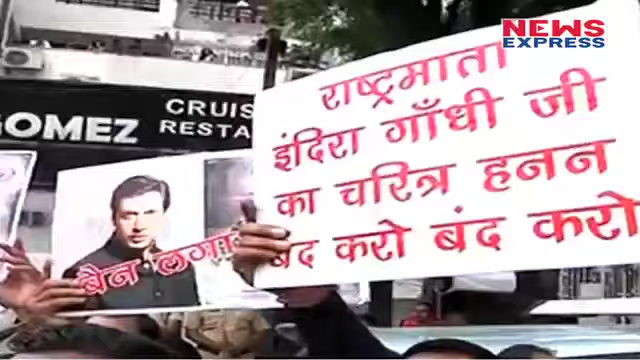 NEWS
EXPRESS
CRUIS
GOMEZ
RESTA
राष्ट्रमाता
इंदिरा गाँधी जी
का चरित्र हनन
बंद करो बंद करो
बैन लगा